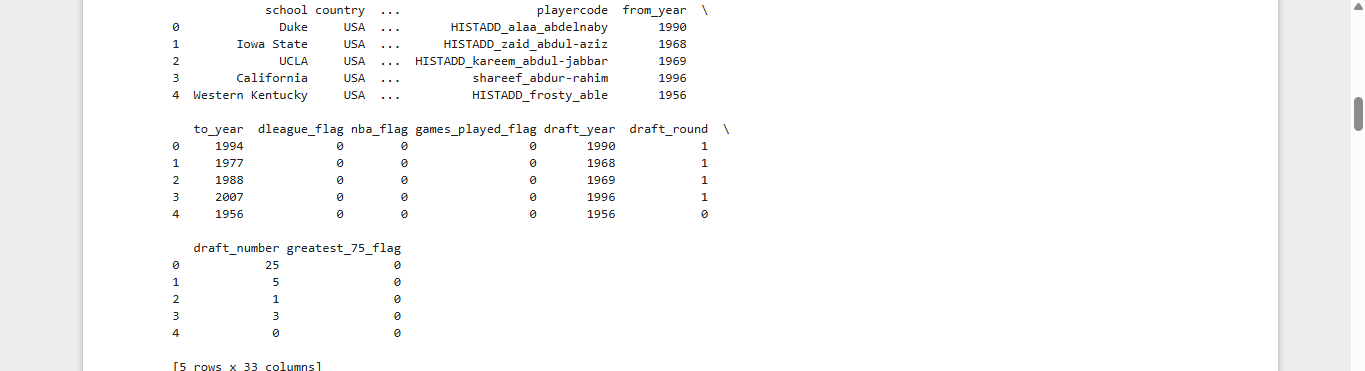 school country ... playercode from_year \
0 Duke USA ... HISTADD_alaa_abdelnaby 1990
1 Iowa State USA ... HISTADD_zaid_abdul-aziz 1968
2 UCLA USA ... HISTADD_kareem_abdul-jabbar 1969
3 California USA ... shareef_abdur-rahim 1996
4 Western Kentucky USA ... HISTADD_frosty_able 1956
to_year dleague_flag nba_flag games_played_flag draft_year draft_round \
0 1994 0 0 0 1990 1
1 1977 0 0 0 1968 1
2 1988 0 0 0 1969 1
3 2007 0 0 0 1996 1
4 1956 0 0 0 1956 0
draft_number greatest_75_flag
0 25 0
1 5 0
2 1 0
3 3 0
4 0 0
[5 rows x 33 columns]